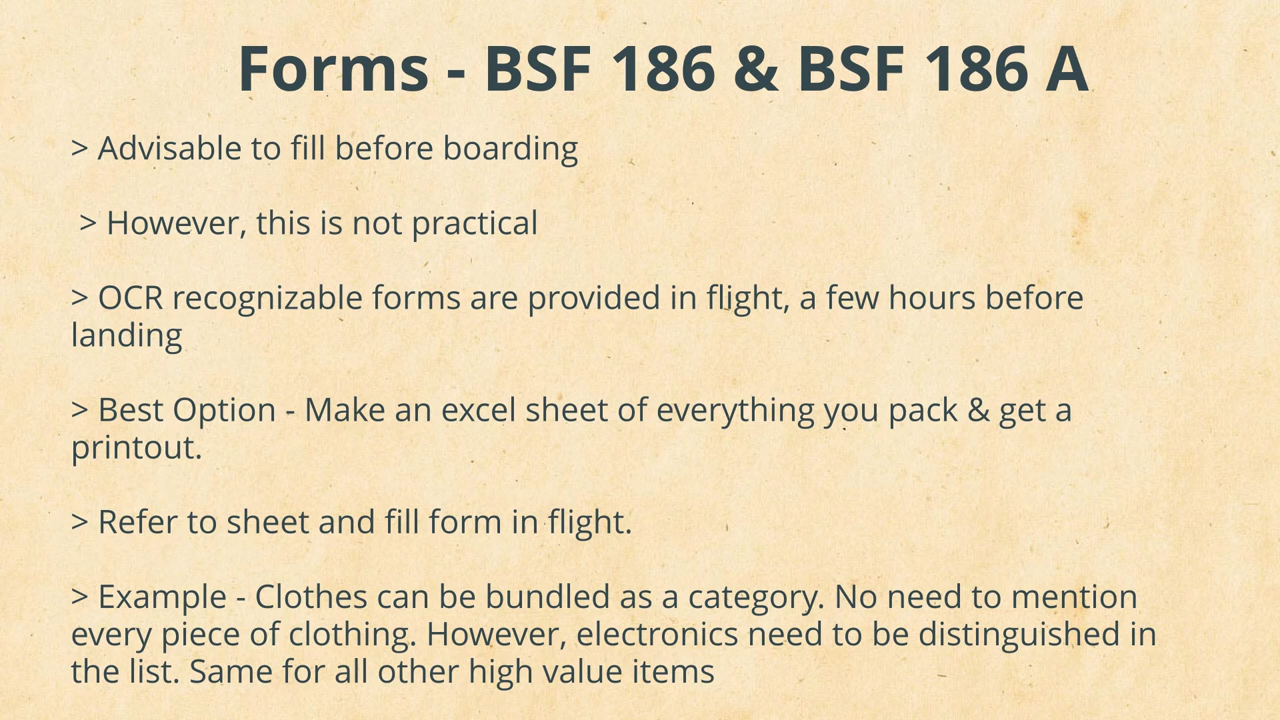 Forms - BSF 186 & BSF 186 A
> Advisable to fill before boarding
> However, this is not practical
> OCR recognizable forms are provided in flight, a few hours before
landing
> Best Option - Make an excel sheet of everything you pack & get a
printout.
> Refer to sheet and fill form in flight.
> Example - Clothes can be bundled as a category. No need to mention
every piece of clothing. However, electronics need to be distinguished in
the list. Same for all other high value items